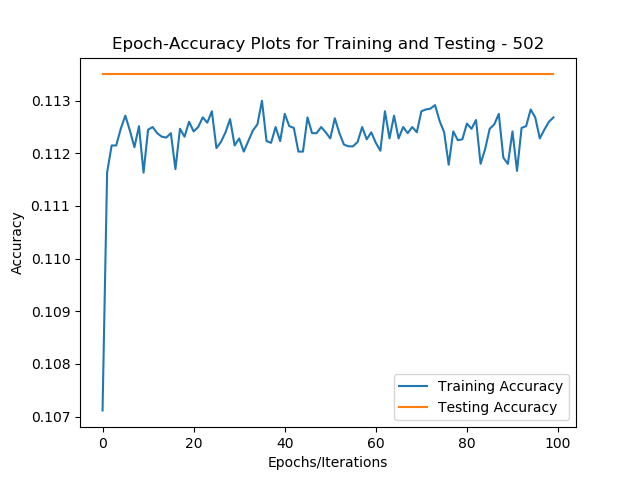 Epoch-Accuracy Plots for Training and Testing - 502
0.113
0.112
0.111
0.110
0.109
0.108
0.107
Accuracy
0
20
40
60
80
100
Epochs/Iterations
Training Accuracy
Testing Accuracy